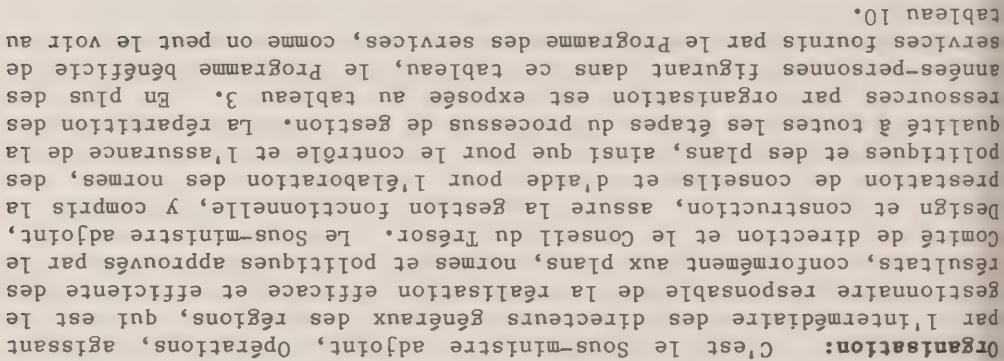 Organisation: C'est le Sous-ministre adjoint, Opérations, agissant
par l'intermédiaire des directeurs généraux des régions, qui est le
gestionnaire responsable de la réalisation efficace et efficiente des
résultats, conformément aux plans, normes et politiques approuvés par le
Comité de direction et le Conseil du Trésor. Le Sous-ministre adjoint,
Design et construction, assure la gestion fonctionnelle, y compris la
prestation de conseils et d'aide pour l'élaboration des normes, des
politiques et des plans, ainsi que pour le contrôle et l'assurance de la
qualité à toutes les étapes du processus de gestion. La répartition des
ressources par organisation est exposée au tableau 3. En plus des
années-personnes figurant dans ce tableau, le Programme bénéficie de
services fournis par le Programme des services, comme on peut le voir au
tableau 10.